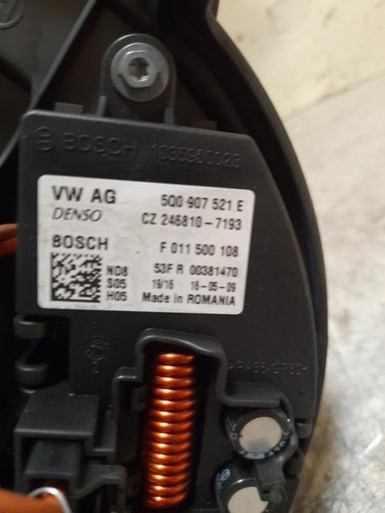 BOSCH 1035960023
VW AG 5Q0 907 521 E
DENSO CZ 246810-7193
BOSCH F 011 500 108
ND8 53F R 00381470
S05 19/16 16-05-09
H05 Made in ROMANIA